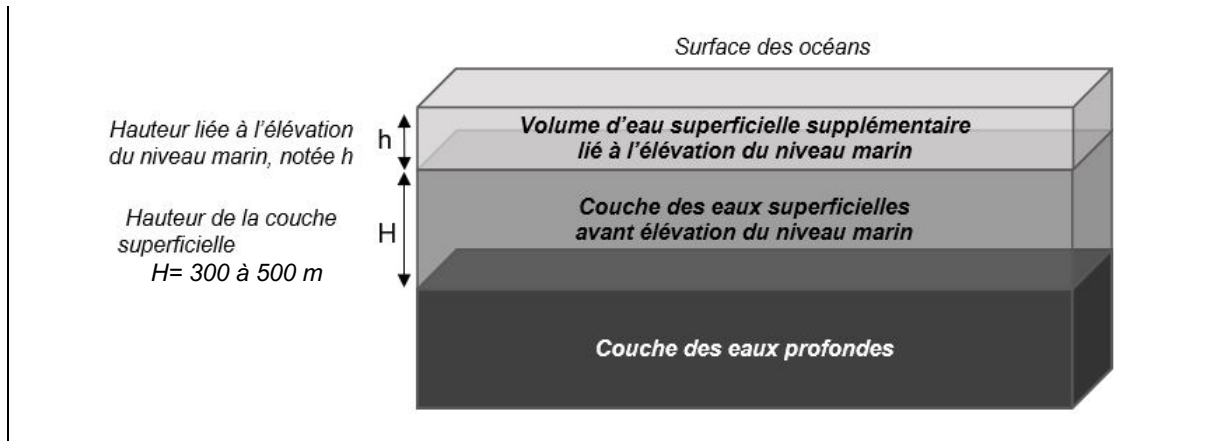 Surface des océans
Hauteur liée à l'élévation
du niveau marin, notée h
h
Volume d'eau superficielle supplémentaire
lié à l'élévation du niveau marin
Hauteur de la couche
superficielle
H= 300 à 500 m
H
Couche des eaux superficielles
avant élévation du niveau marin
Couche des eaux profondes